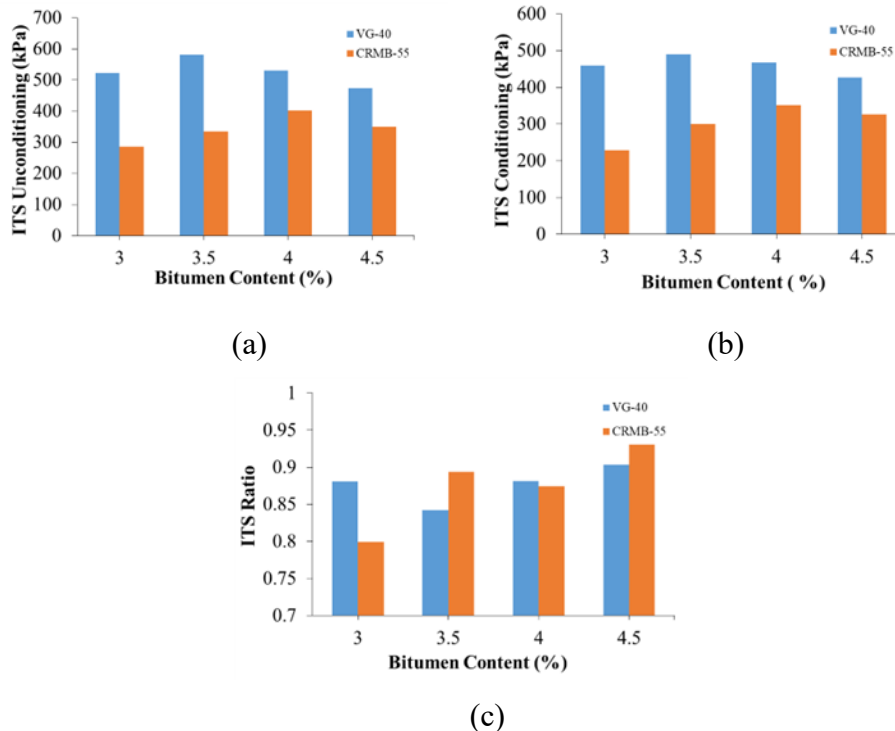 ITS Unconditioning (kPa)
700
600
500
400
300
200
100
0
3 3.5 4 4.5
Bitumen Content (%)
VG-40
CRMB-55
(a)
ITS Conditioning (kPa)
600
500
400
300
200
100
0
3 3.5 4 4.5
Bitumen Content ( %)
VG-40
CRMB-55
(b)
ITS Ratio
1
0.95
0.9
0.85
0.8
0.75
0.7
3 3.5 4 4.5
Bitumen Content (%)
VG-40
CRMB-55
(c)